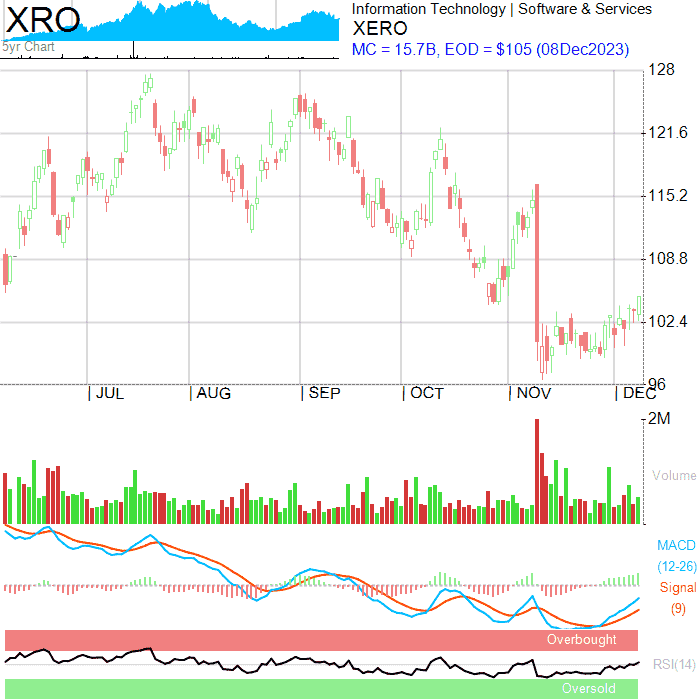 XRO
Information Technology | Software & Services
XERO
5yr Chart
MC = 15.7B, EOD = $105 (08Dec2023)
128
121.6
115.2
108.8
102.4
96
| JUL | AUG | SEP | OCT | NOV | DEC
2M
Volume
MACD
(12-26)
Signal
(9)
Overbought
RSI(14)
Oversold